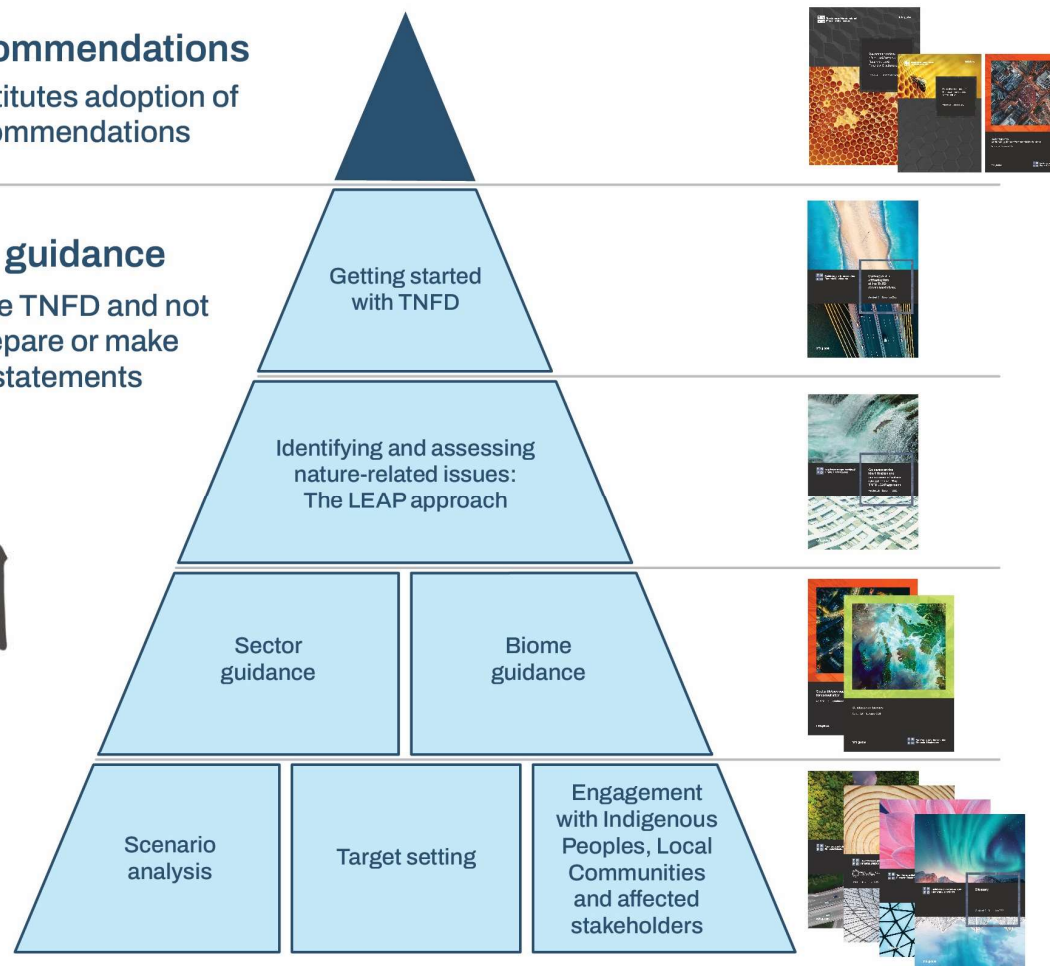 ommendations
titutes adoption of
ommendations
guidance
e TNFD and not
epare or make
statements
Getting started
with TNFD
Identifying and assessing
nature-related issues:
The LEAP approach
Sector
guidance
Biome
guidance
Scenario
analysis
Target setting
Engagement
with Indigenous
Peoples, Local
Communities
and affected
stakeholders